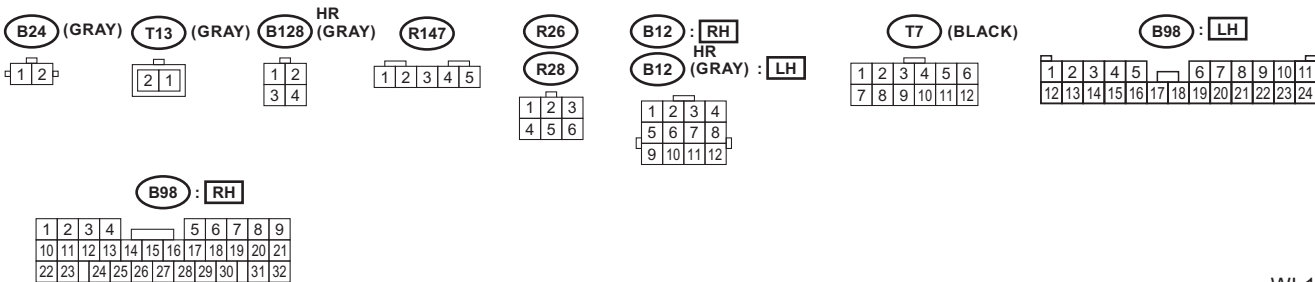 B24 (GRAY)
1 2
T13 (GRAY)
2 1
B128 HR (GRAY)
1 2
3 4
R147
1 2 3 4 5
R26
R28
1 2 3
4 5 6
B12 : RH
B12 HR (GRAY) : LH
1 2 3 4
5 6 7 8
9 10 11 12
T7 (BLACK)
1 2 3 4 5 6
7 8 9 10 11 12
B98 : LH
1 2 3 4 5 6 7 8 9 10 11
12 13 14 15 16 17 18 19 20 21 22 23 24
B98 : RH
1 2 3 4 5 6 7 8 9
10 11 12 13 14 15 16 17 18 19 20 21
22 23 24 25 26 27 28 29 30 31 32